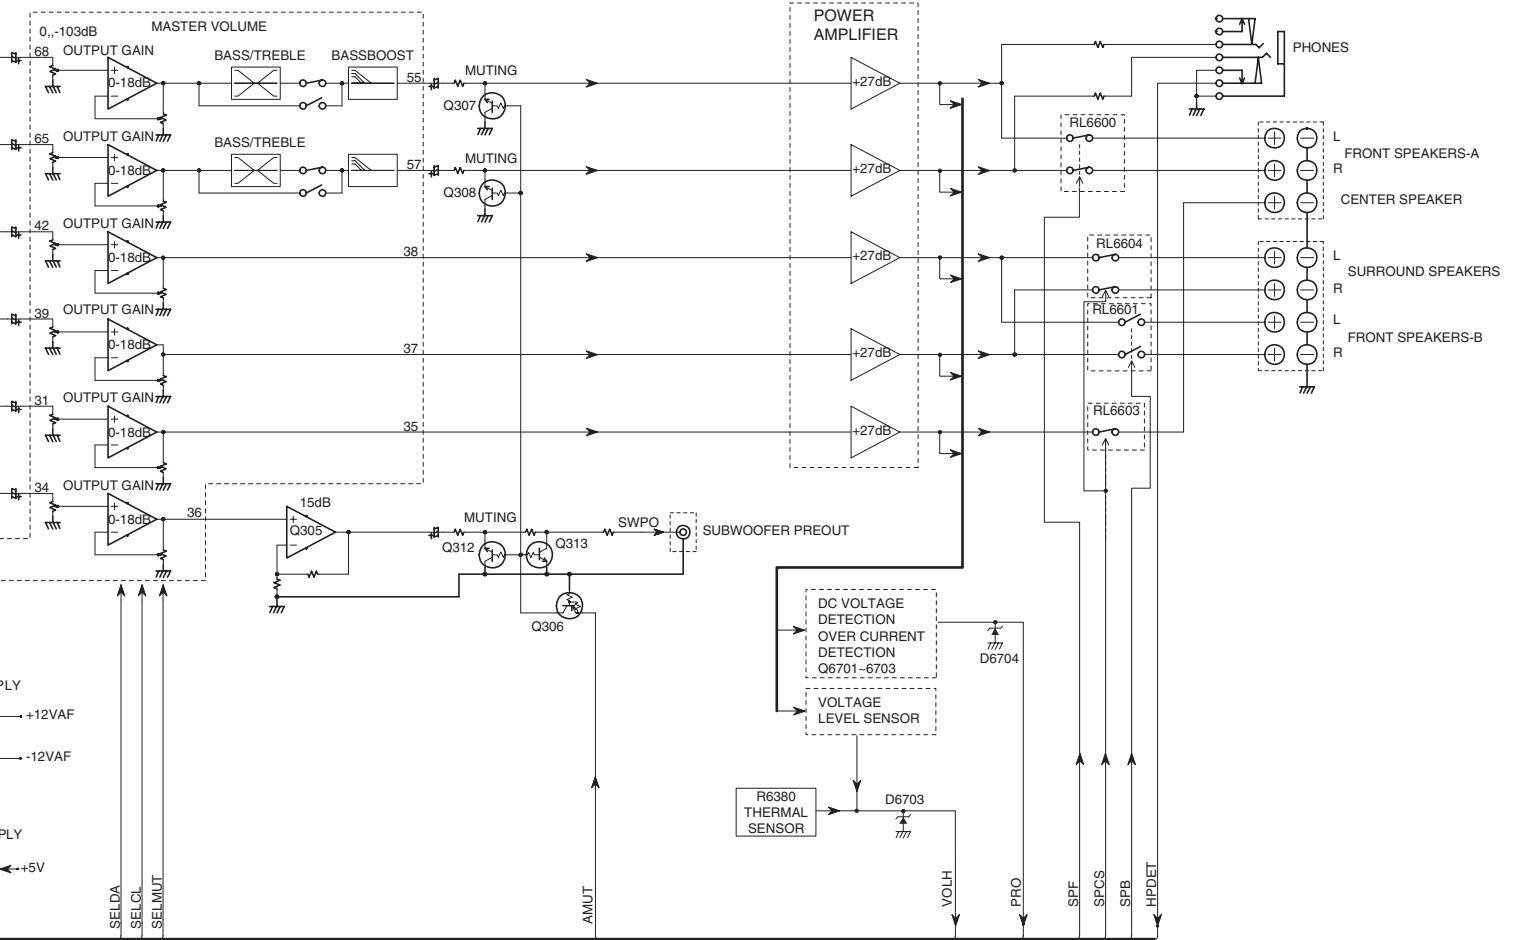 0,,-103dB
MASTER VOLUME
POWER
AMPLIFIER
PHONES
68
OUTPUT GAIN
BASS/TREBLE
BASSBOOST
0-18dB
55
MUTING
Q307
+27dB
65
OUTPUT GAIN
BASS/TREBLE
0-18dB
57
MUTING
Q308
+27dB
RL6600
L
FRONT SPEAKERS-A
R
CENTER SPEAKER
42
OUTPUT GAIN
0-18dB
38
+27dB
RL6604
L
SURROUND SPEAKERS
R
39
OUTPUT GAIN
0-18dB
37
+27dB
RL6601
L
FRONT SPEAKERS-B
R
31
OUTPUT GAIN
0-18dB
35
+27dB
RL6603
34
OUTPUT GAIN
0-18dB
36
15dB
Q305
MUTING
Q312
Q313
SWPO
SUBWOOFER PREOUT
Q306
DC VOLTAGE
DETECTION
OVER CURRENT
DETECTION
Q6701~6703
D6704
VOLTAGE
LEVEL SENSOR
PLY
+12VAF
-12VAF
R6380
THERMAL
SENSOR
D6703
PLY
+5V
SELDA
SELCL
SELMUT
AMUT
VOLH
PRO
SPF
SPCS
SPB
HPDET